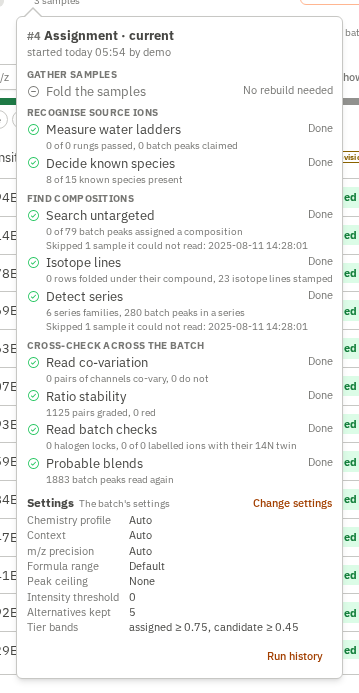 3 samples
#4 Assignment · current
started today 05:54 by demo
GATHER SAMPLES
Fold the samples No rebuild needed
RECOGNISE SOURCE IONS
Measure water ladders Done
0 of 0 rungs passed, 0 batch peaks claimed
Decide known species Done
8 of 15 known species present
FIND COMPOSITIONS
Search untargeted Done
0 of 79 batch peaks assigned a composition
Skipped 1 sample it could not read: 2025-08-11 14:28:01
Isotope lines Done
0 rows folded under their compound, 23 isotope lines stamped
Detect series Done
6 series families, 280 batch peaks in a series
Skipped 1 sample it could not read: 2025-08-11 14:28:01
CROSS-CHECK ACROSS THE BATCH
Read co-variation Done
0 pairs of channels co-vary, 0 do not
Ratio stability Done
1125 pairs graded, 0 red
Read batch checks Done
0 halogen locks, 0 of 0 labelled ions with their 14N twin
Probable blends Done
1883 batch peaks read again
Settings The batch's settings Change settings
Chemistry profile Auto
Context Auto
m/z precision Auto
Formula range Default
Peak ceiling None
Intensity threshold 0
Alternatives kept 5
Tier bands assigned ≥ 0.75, candidate ≥ 0.45
Run history